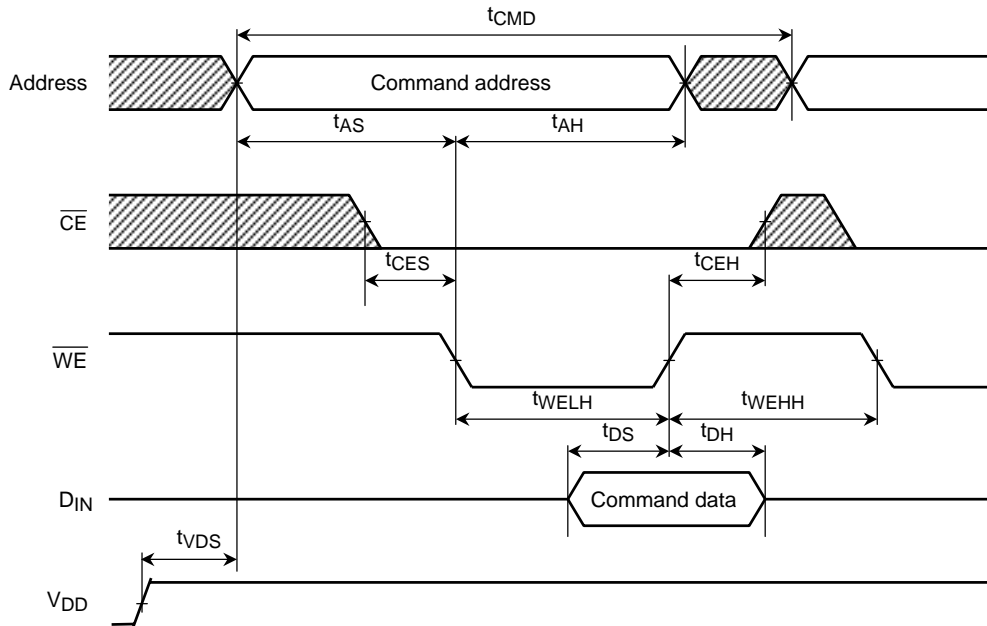 tCMD
Address
Command address
tAS
tAH
CE
tCES
tCEH
WE
tWELH
tWEHH
tDS
tDH
DIN
Command data
tVDS
VDD